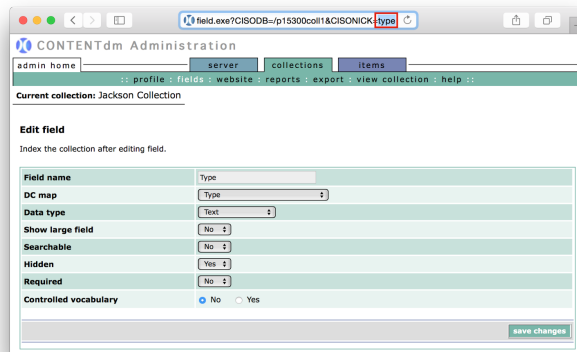 field.exe?CISODB=/p15300coll1&CISONICK=type
CONTENTdm Administration
admin home server collections items
:: profile : fields : website : reports : export : view collection : help ::
Current collection: Jackson Collection
Edit field
Index the collection after editing field.
Field name Type
DC map Type
Data type Text
Show large field No
Searchable No
Hidden Yes
Required No
Controlled vocabulary No Yes
save changes